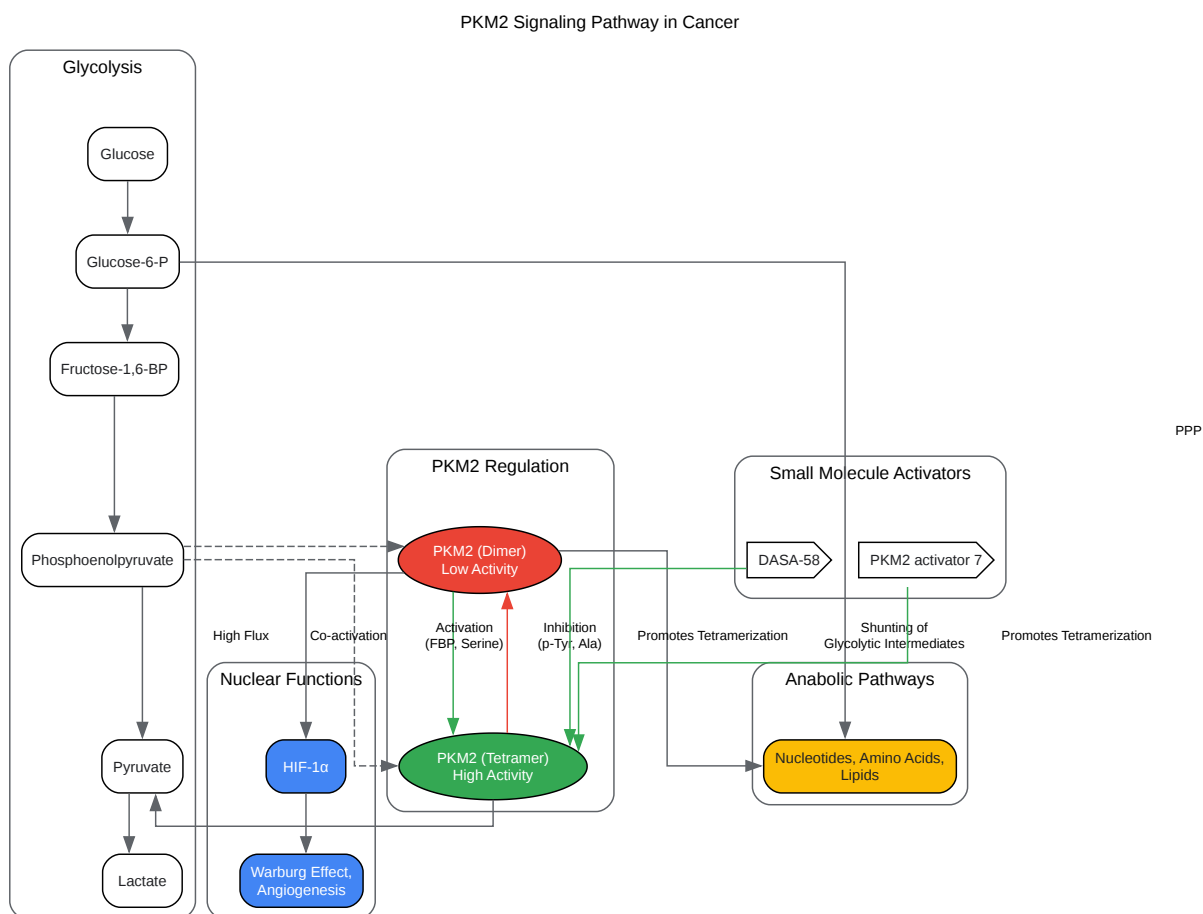 PKM2 Signaling Pathway in Cancer
Glycolysis
Glucose
Glucose-6-P
Fructose-1,6-BP
PPP
PKM2 Regulation
Small Molecule Activators
Phosphoenolpyruvate
PKM2 (Dimer)
Low Activity
DASA-58
PKM2 activator 7
High Flux
Co-activation
Activation
(FBP, Serine)
Inhibition
(p-Tyr, Ala)
Promotes Tetramerization
Shunting of
Glycolytic Intermediates
Promotes Tetramerization
Nuclear Functions
Anabolic Pathways
Pyruvate
HIF-1α
PKM2 (Tetramer)
High Activity
Nucleotides, Amino Acids,
Lipids
Lactate
Warburg Effect,
Angiogenesis